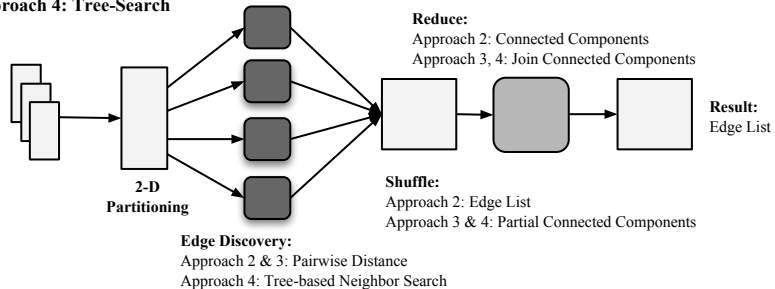 4: Tree-Search
Reduce:
Approach 2: Connected Components
Approach 3, 4: Join Connected Components
Result:
Edge List
2-D
Partitioning
Shuffle:
Approach 2: Edge List
Approach 3 & 4: Partial Connected Components
Edge Discovery:
Approach 2 & 3: Pairwise Distance
Approach 4: Tree-based Neighbor Search